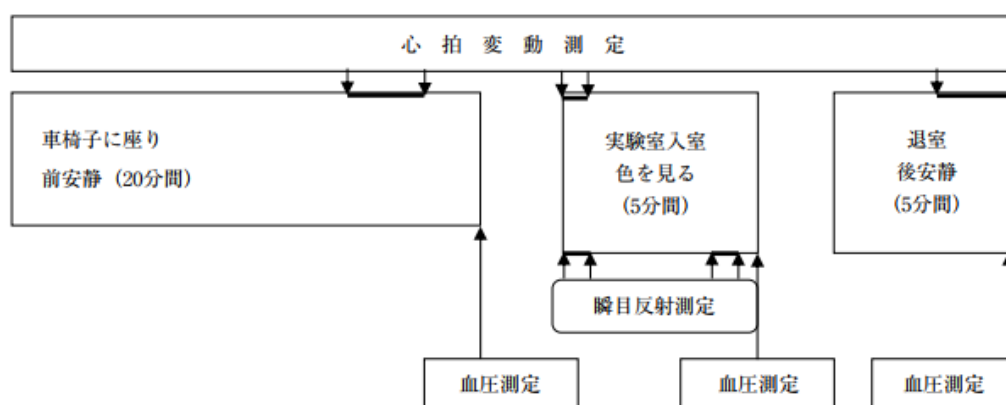 心拍変動測定
車椅子に座り
前安静（20分間）
実験室入室
色を見る
（5分間）
退室
後安静
（5分間）
瞬目反射測定
血圧測定
血圧測定
血圧測定